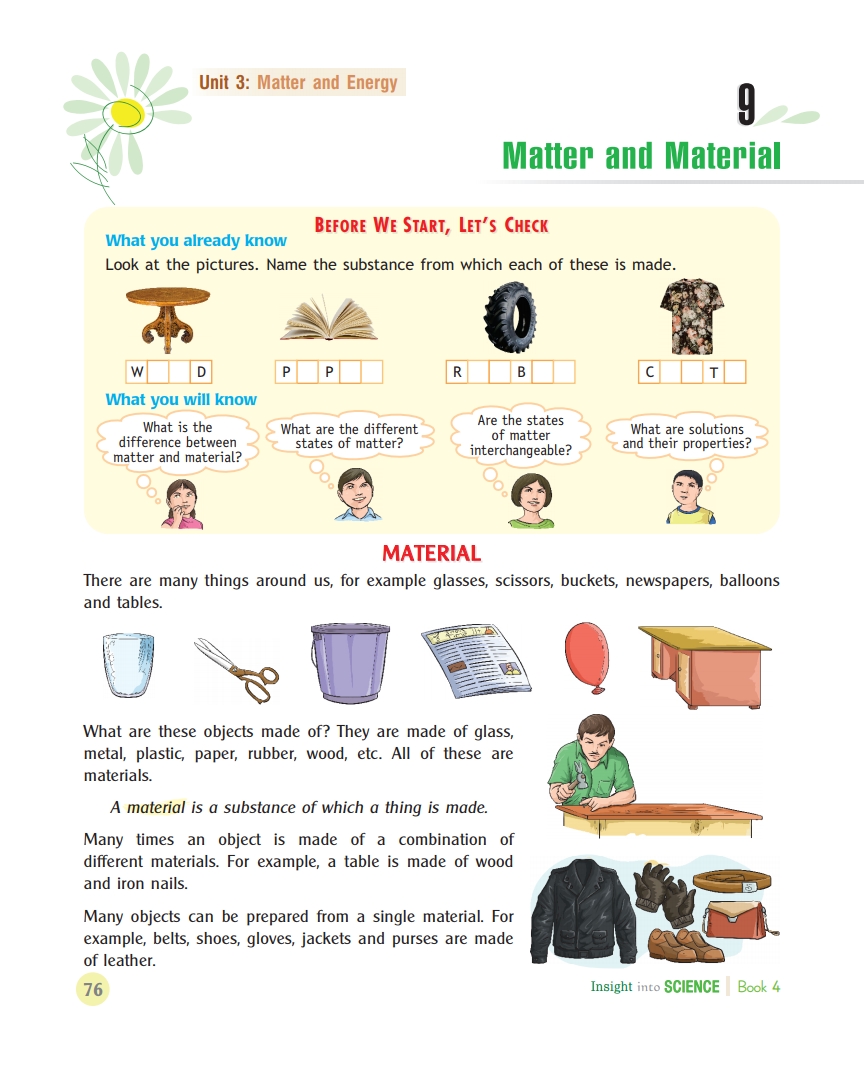 Unit 3: Matter and Energy
9
Matter and Material
BEFORE WE START, LET'S CHECK
What you already know
Look at the pictures. Name the substance from which each of these is made.
W D
P P
R B
C T
What you will know
What is the
difference between
matter and material?
What are the different
states of matter?
Are the states
of matter
interchangeable?
What are solutions
and their properties?
MATERIAL
There are many things around us, for example glasses, scissors, buckets, newspapers, balloons
and tables.
What are these objects made of? They are made of glass,
metal, plastic, paper, rubber, wood, etc. All of these are
materials.
A material is a substance of which a thing is made.
Many times an object is made of a combination of
different materials. For example, a table is made of wood
and iron nails.
Many objects can be prepared from a single material. For
example, belts, shoes, gloves, jackets and purses are made
of leather.
76
Insight into SCIENCE Book 4